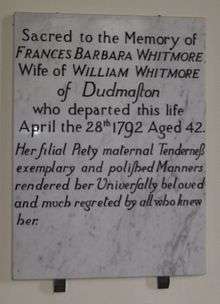 Sacred to the Memory of
FRANCES BARBARA WHITMORE
Wife of WILLIAM WHITMORE
of Dudmaſton
who departed this life
April the 28th 1792 Aged 42.
Her filial Piety maternal Tenderneſs
exemplary and poliſhed Manners
rendered her Univerſally beloved
and much regreted by all who knew
her.